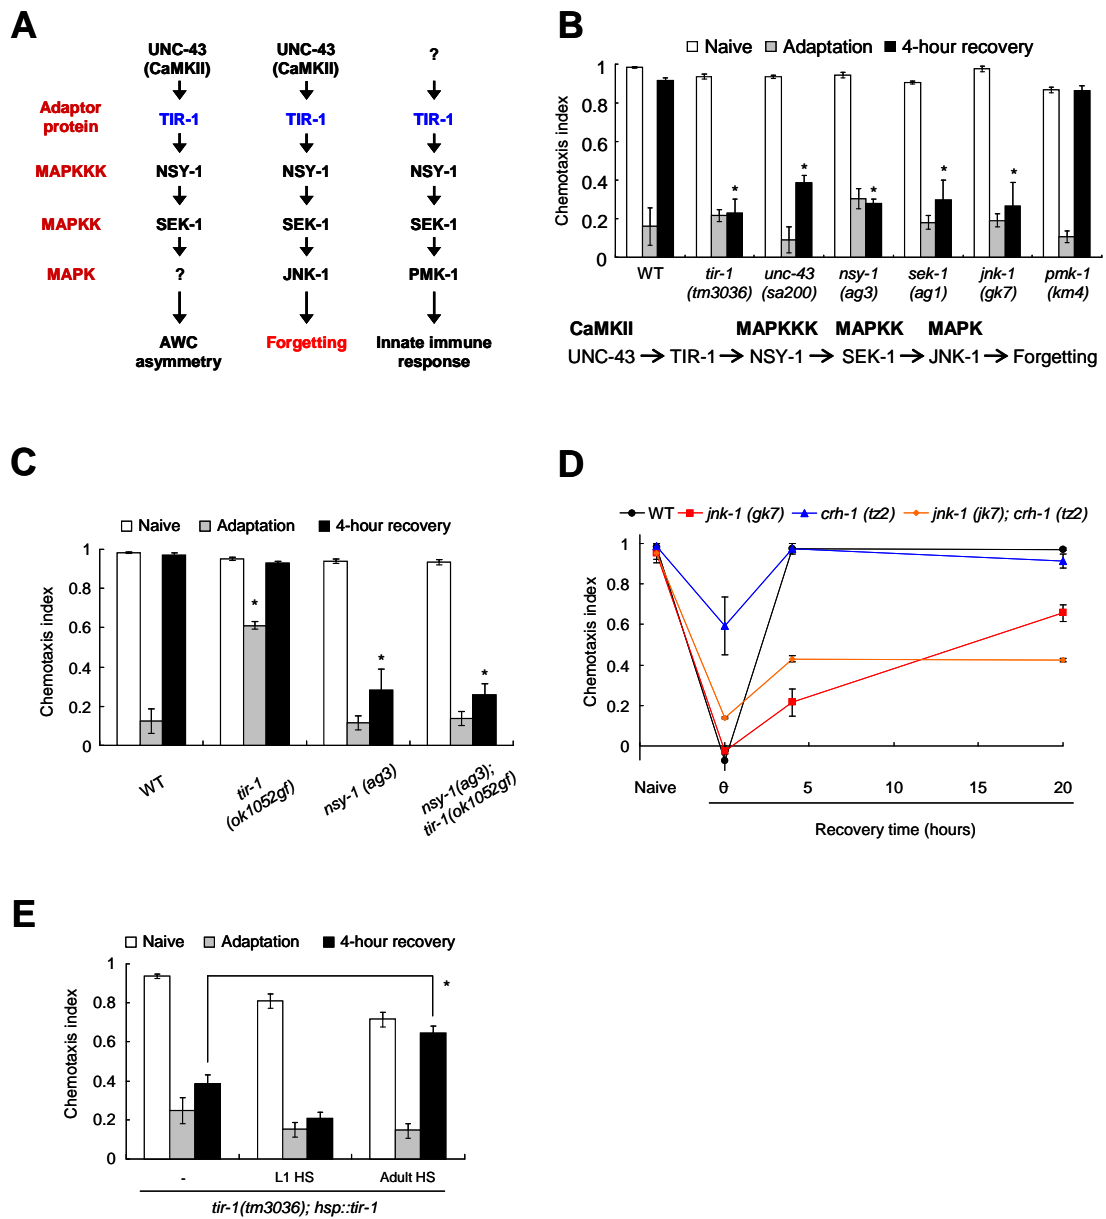 A
UNC-43 (CaMKII)
UNC-43 (CaMKII)
?
Adaptor protein
TIR-1
TIR-1
TIR-1
MAPKKK
NSY-1
NSY-1
NSY-1
MAPKK
SEK-1
SEK-1
SEK-1
MAPK
?
JNK-1
PMK-1
AWC asymmetry
Forgetting
Innate immune response
B
Naive
Adaptation
4-hour recovery
Chemotaxis index
1
0.8
0.6
0.4
0.2
0
*
*
*
*
*
WT
tir-1 (tm3036)
unc-43 (sa200)
nsy-1 (ag3)
sek-1 (ag1)
jnk-1 (gk7)
pmk-1 (km4)
CaMKII
MAPKKK
MAPKK
MAPK
UNC-43 → TIR-1 → NSY-1 → SEK-1 → JNK-1 → Forgetting
C
Naive
Adaptation
4-hour recovery
Chemotaxis index
1
0.8
0.6
0.4
0.2
0
*
*
*
WT
tir-1 (ok1052gf)
nsy-1 (ag3)
nsy-1(ag3); tir-1(ok1052gf)
D
WT
jnk-1 (gk7)
crh-1 (tz2)
jnk-1 (jk7); crh-1 (tz2)
Chemotaxis index
1
0.8
0.6
0.4
0.2
0
Naive
0
5
10
15
20
Recovery time (hours)
E
Naive
Adaptation
4-hour recovery
Chemotaxis index
1
0.8
0.6
0.4
0.2
0
*
-
L1 HS
Adult HS
tir-1(tm3036); hsp::tir-1